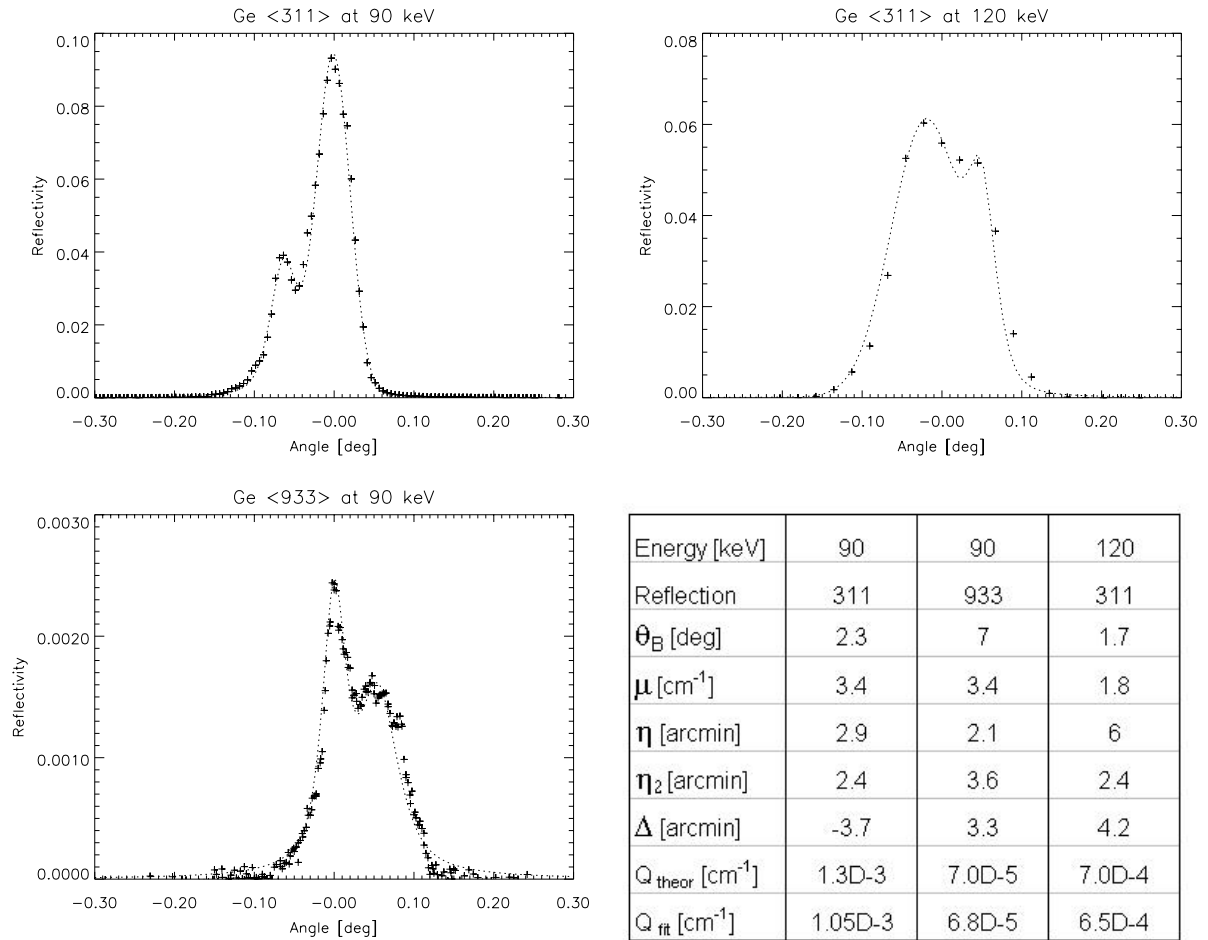 Ge <311> at 90 keV
0.10
0.08
0.06
0.04
0.02
0.00
Reflectivity
-0.30 -0.20 -0.10 -0.00 0.10 0.20 0.30
Angle [deg]
Ge <311> at 120 keV
0.08
0.06
0.04
0.02
0.00
Reflectivity
-0.30 -0.20 -0.10 -0.00 0.10 0.20 0.30
Angle [deg]
Ge <933> at 90 keV
0.0030
0.0020
0.0010
0.0000
Reflectivity
-0.30 -0.20 -0.10 -0.00 0.10 0.20 0.30
Angle [deg]
Energy [keV] 90 90 120
Reflection 311 933 311
θB [deg] 2.3 7 1.7
μ [cm-1] 3.4 3.4 1.8
η [arcmin] 2.9 2.1 6
η2 [arcmin] 2.4 3.6 2.4
Δ [arcmin] -3.7 3.3 4.2
Q theor [cm-1] 1.3D-3 7.0D-5 7.0D-4
Q fit [cm-1] 1.05D-3 6.8D-5 6.5D-4